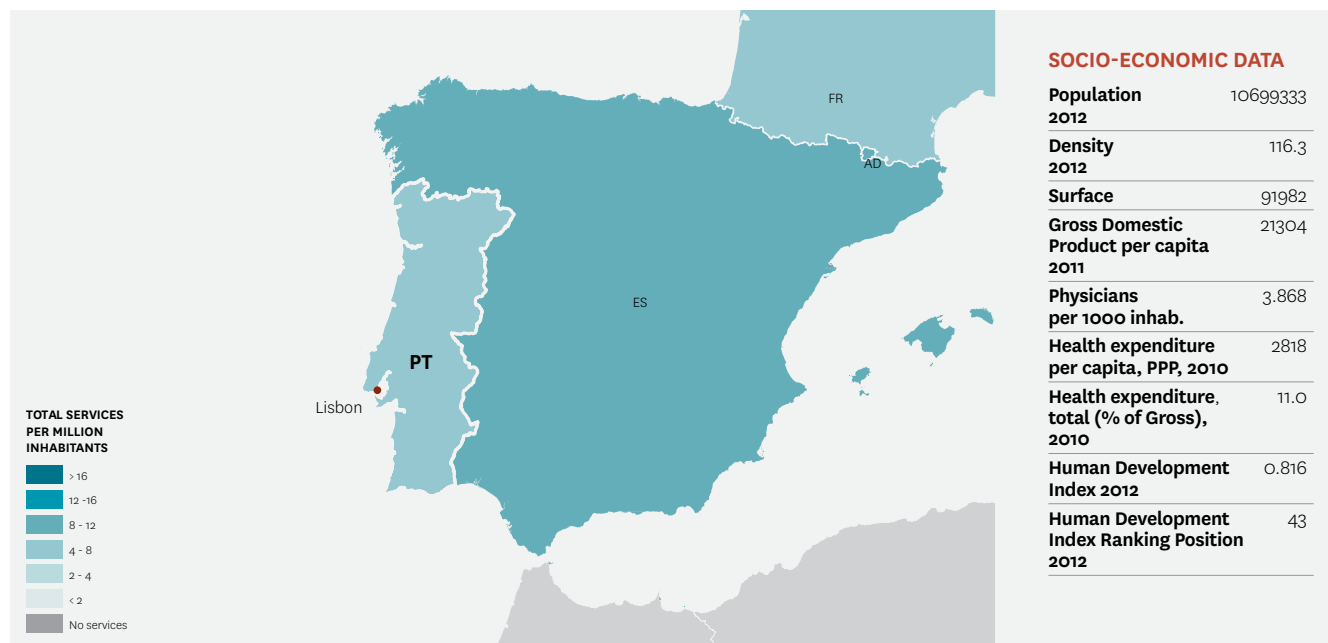 FR
AD
ES
PT
Lisbon
TOTAL SERVICES
PER MILLION
INHABITANTS
> 16
12 -16
8 - 12
4 - 8
2 - 4
< 2
No services
SOCIO-ECONOMIC DATA
Population 10699333
2012
Density 116.3
2012
Surface 91982
Gross Domestic 21304
Product per capita
2011
Physicians 3.868
per 1000 inhab.
Health expenditure 2818
per capita, PPP, 2010
Health expenditure, 11.0
total (% of Gross),
2010
Human Development 0.816
Index 2012
Human Development 43
Index Ranking Position
2012